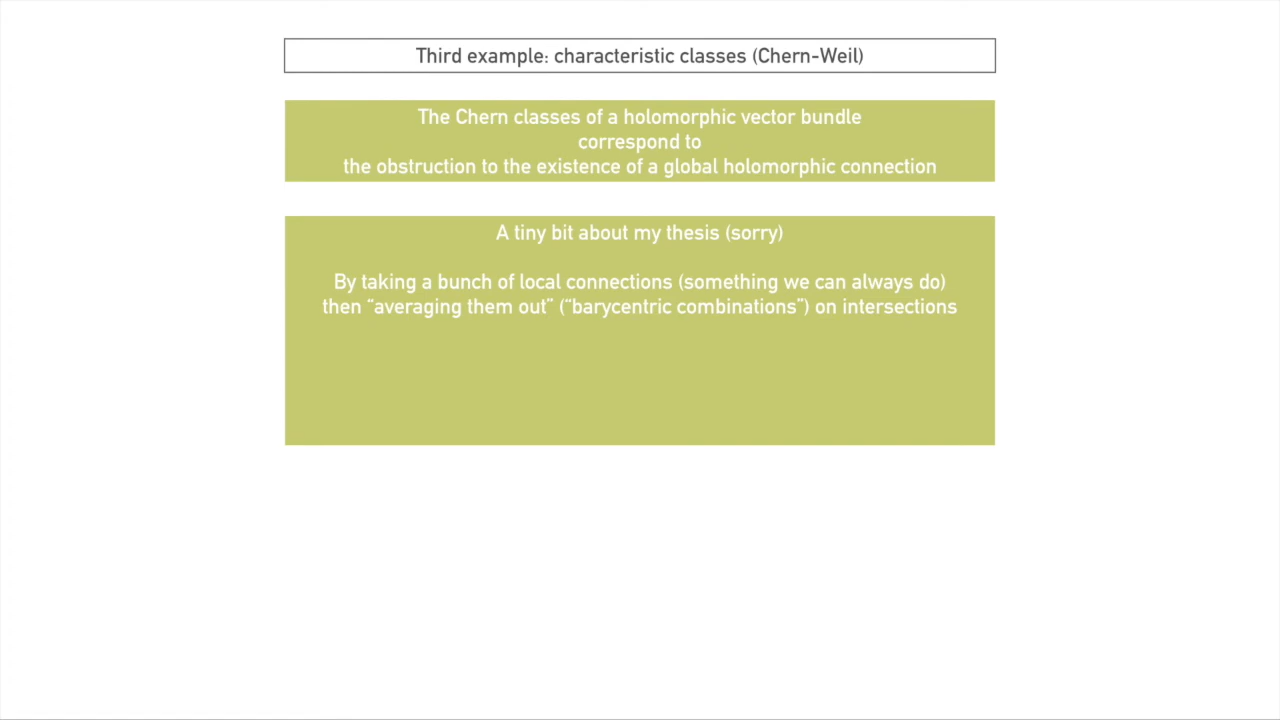 Third example: characteristic classes (Chern-Weil)
The Chern classes of a holomorphic vector bundle
correspond to
the obstruction to the existence of a global holomorphic connection
A tiny bit about my thesis (sorry)
By taking a bunch of local connections (something we can always do)
then “averaging them out” (“barycentric combinations”) on intersections